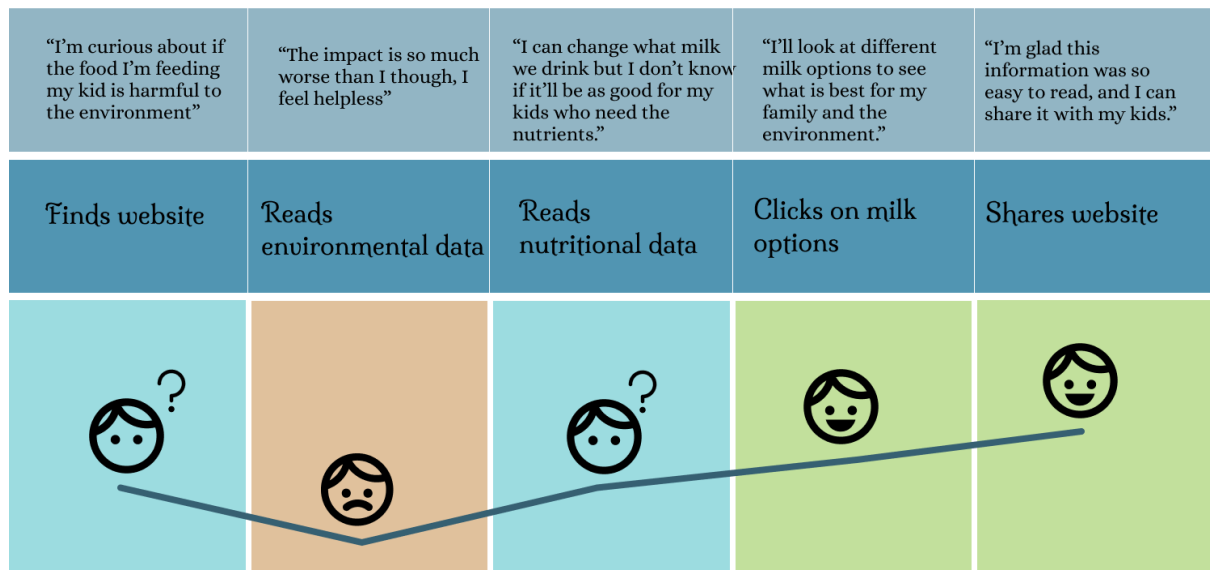 “I’m curious about if
the food I’m feeding
my kid is harmful to
the environment”
“The impact is so much
worse than I though, I
feel helpless”
“I can change what milk
we drink but I don’t know
if it’ll be as good for my
kids who need the
nutrients.”
“I’ll look at different
milk options to see
what is best for my
family and the
environment.”
“I’m glad this
information was so
easy to read, and I can
share it with my kids.”
Finds website
Reads
environmental data
Reads
nutritional data
Clicks on milk
options
Shares website
?
?